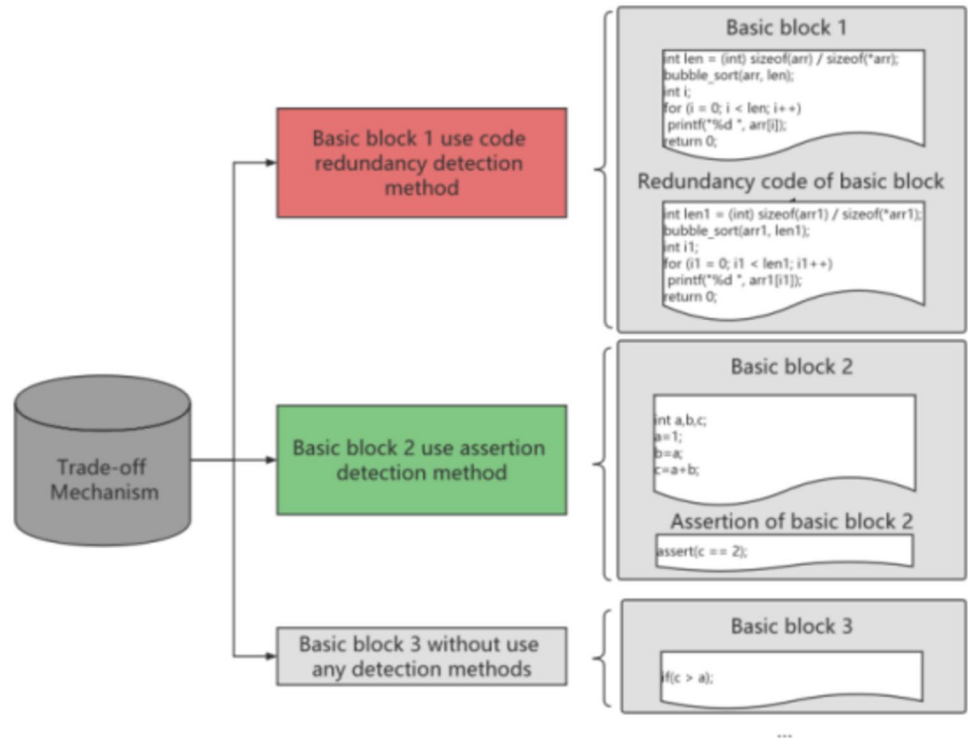 Basic block 1
int len = (int) sizeof(arr) / sizeof(*arr);
bubble_sort(arr, len);
int i;
for (i = 0; i < len; i++)
printf("%d ", arr[i]);
return 0;
Basic block 1 use code
redundancy detection
method
Redundancy code of basic block
int len1 = (int) sizeof(arr1) / sizeof(*arr1);
bubble_sort(arr1, len1);
int i1;
for (i1 = 0; i1 < len1; i1++)
printf("%d ", arr1[i1]);
return 0;
Trade-off
Mechanism
Basic block 2 use assertion
detection method
Basic block 2
int a,b,c;
a=1;
b=a;
c=a+b;
Assertion of basic block 2
assert(c == 2);
Basic block 3 without use
any detection methods
Basic block 3
if(c > a);
...